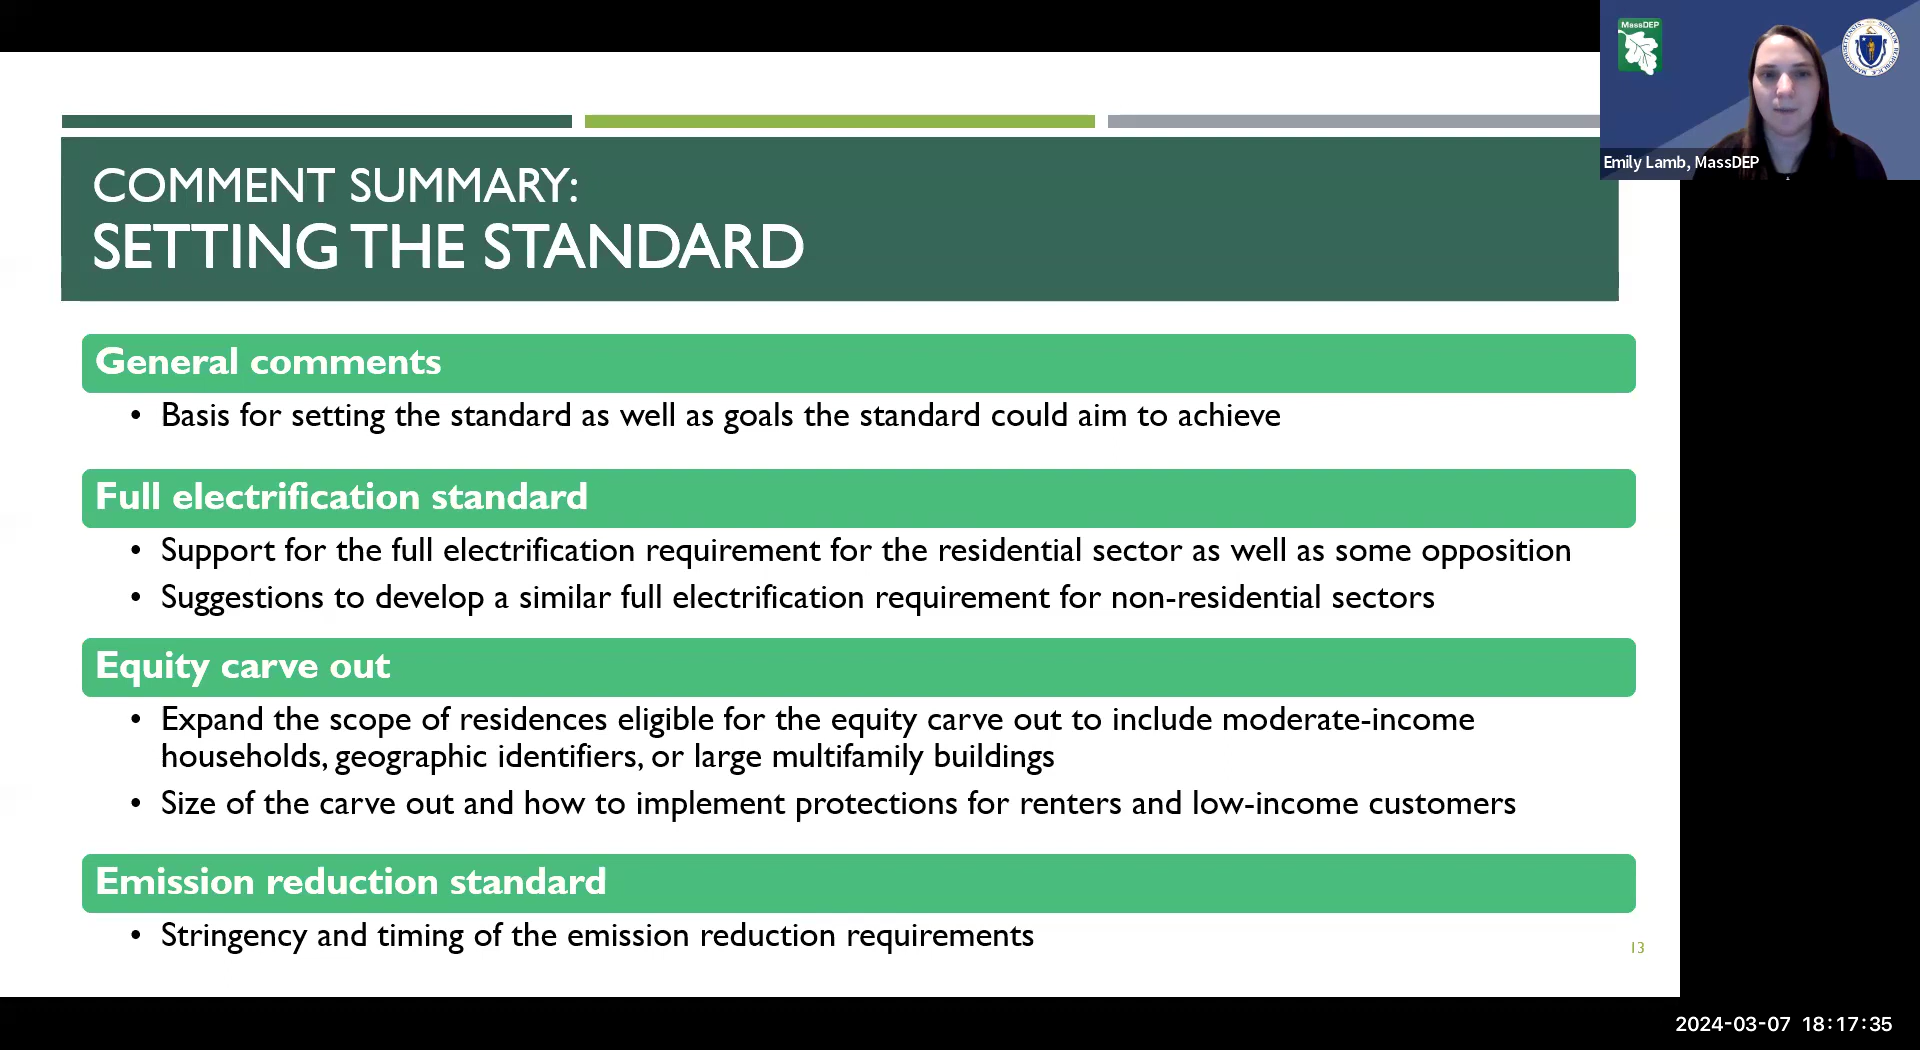 MassDEP
Emily Lamb, MassDEP
COMMENT SUMMARY:
SETTING THE STANDARD
General comments
• Basis for setting the standard as well as goals the standard could aim to achieve
Full electrification standard
• Support for the full electrification requirement for the residential sector as well as some opposition
• Suggestions to develop a similar full electrification requirement for non-residential sectors
Equity carve out
• Expand the scope of residences eligible for the equity carve out to include moderate-income
households, geographic identifiers, or large multifamily buildings
• Size of the carve out and how to implement protections for renters and low-income customers
Emission reduction standard
• Stringency and timing of the emission reduction requirements
13
2024-03-07 18:17:35